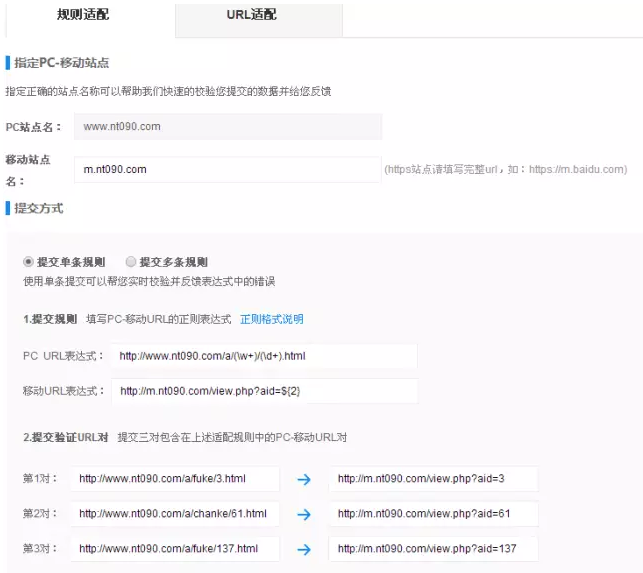 规则适配 URL适配
指定PC-移动站点
指定正确的站点名称可以帮助我们快速的校验您提交的数据并给您反馈
PC站点名： www.nt090.com
移动站点名： m.nt090.com (https站点请填写完整url，如：https://m.baidu.com)
提交方式
提交单条规则 提交多条规则
使用单条提交可以帮您实时校验并反馈表达式中的错误
1.提交规则 填写PC-移动URL的正则表达式 正则格式说明
PC URL表达式： http://www.nt090.com/a/(\w+)/(\d+).html
移动URL表达式： http://m.nt090.com/view.php?aid=${2}
2.提交验证URL对 提交三对包含在上述适配规则中的PC-移动URL对
第1对： http://www.nt090.com/a/fuke/3.html → http://m.nt090.com/view.php?aid=3
第2对： http://www.nt090.com/a/chanke/61.html → http://m.nt090.com/view.php?aid=61
第3对： http://www.nt090.com/a/fuke/137.html → http://m.nt090.com/view.php?aid=137